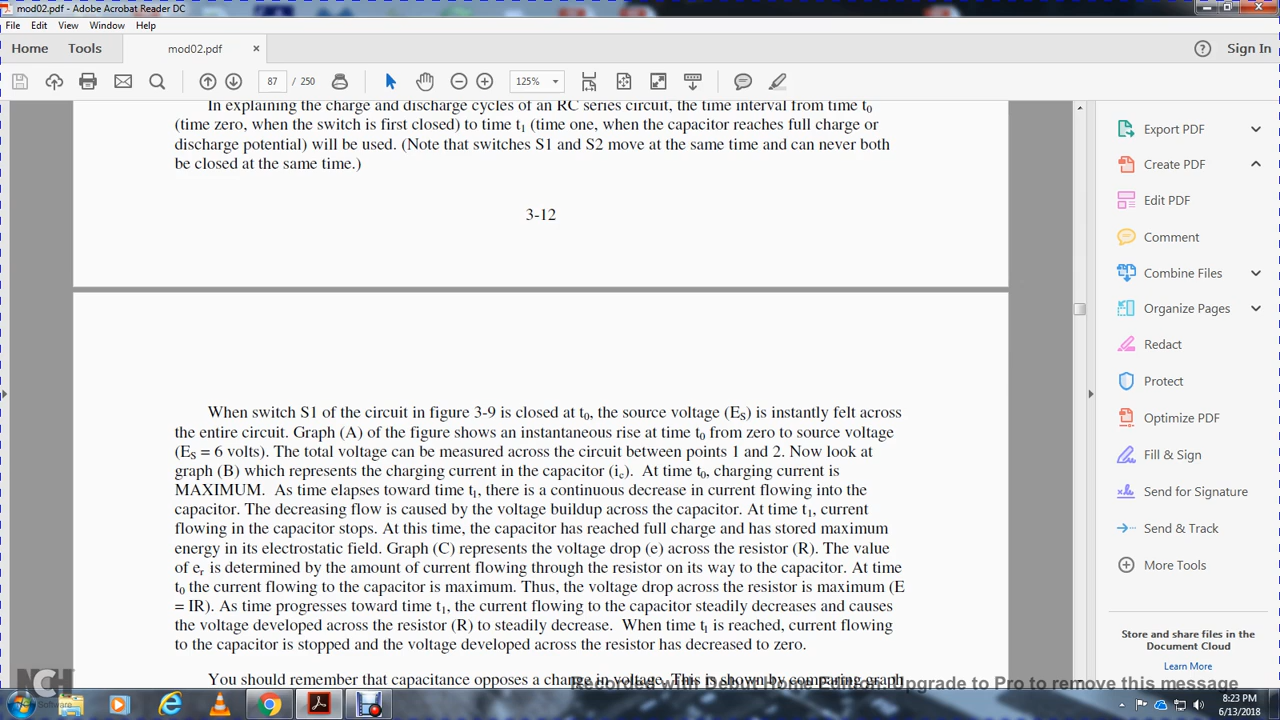 mod02.pdf - Adobe Acrobat Reader DC
File Edit View Window Help
Home Tools mod02.pdf × Sign In
87 / 250 125%
In explaining the charge and discharge cycles of an RC series circuit, the time interval from time t0
(time zero, when the switch is first closed) to time t1 (time one, when the capacitor reaches full charge or
discharge potential) will be used. (Note that switches S1 and S2 move at the same time and can never both
be closed at the same time.)
3-12
When switch S1 of the circuit in figure 3-9 is closed at t0, the source voltage (ES) is instantly felt across
the entire circuit. Graph (A) of the figure shows an instantaneous rise at time t0 from zero to source voltage
(ES = 6 volts). The total voltage can be measured across the circuit between points 1 and 2. Now look at
graph (B) which represents the charging current in the capacitor (ic). At time t0, charging current is
MAXIMUM. As time elapses toward time t1, there is a continuous decrease in current flowing into the
capacitor. The decreasing flow is caused by the voltage buildup across the capacitor. At time t1, current
flowing in the capacitor stops. At this time, the capacitor has reached full charge and has stored maximum
energy in its electrostatic field. Graph (C) represents the voltage drop (e) across the resistor (R). The value
of er is determined by the amount of current flowing through the resistor on its way to the capacitor. At time
t0 the current flowing to the capacitor is maximum. Thus, the voltage drop across the resistor is maximum (E
= IR). As time progresses toward time t1, the current flowing to the capacitor steadily decreases and causes
the voltage developed across the resistor (R) to steadily decrease. When time t1 is reached, current flowing
to the capacitor is stopped and the voltage developed across the resistor has decreased to zero.
You should remember that capacitance opposes a change in voltage. This is shown by comparing graph
Export PDF
Create PDF
Edit PDF
Comment
Combine Files
Organize Pages
Redact
Protect
Optimize PDF
Fill & Sign
Send for Signature
Send & Track
More Tools
Store and share files in the
Document Cloud
Learn More
NCH
Software
Upgrade to Pro to remove this message
8:23 PM
6/13/2018